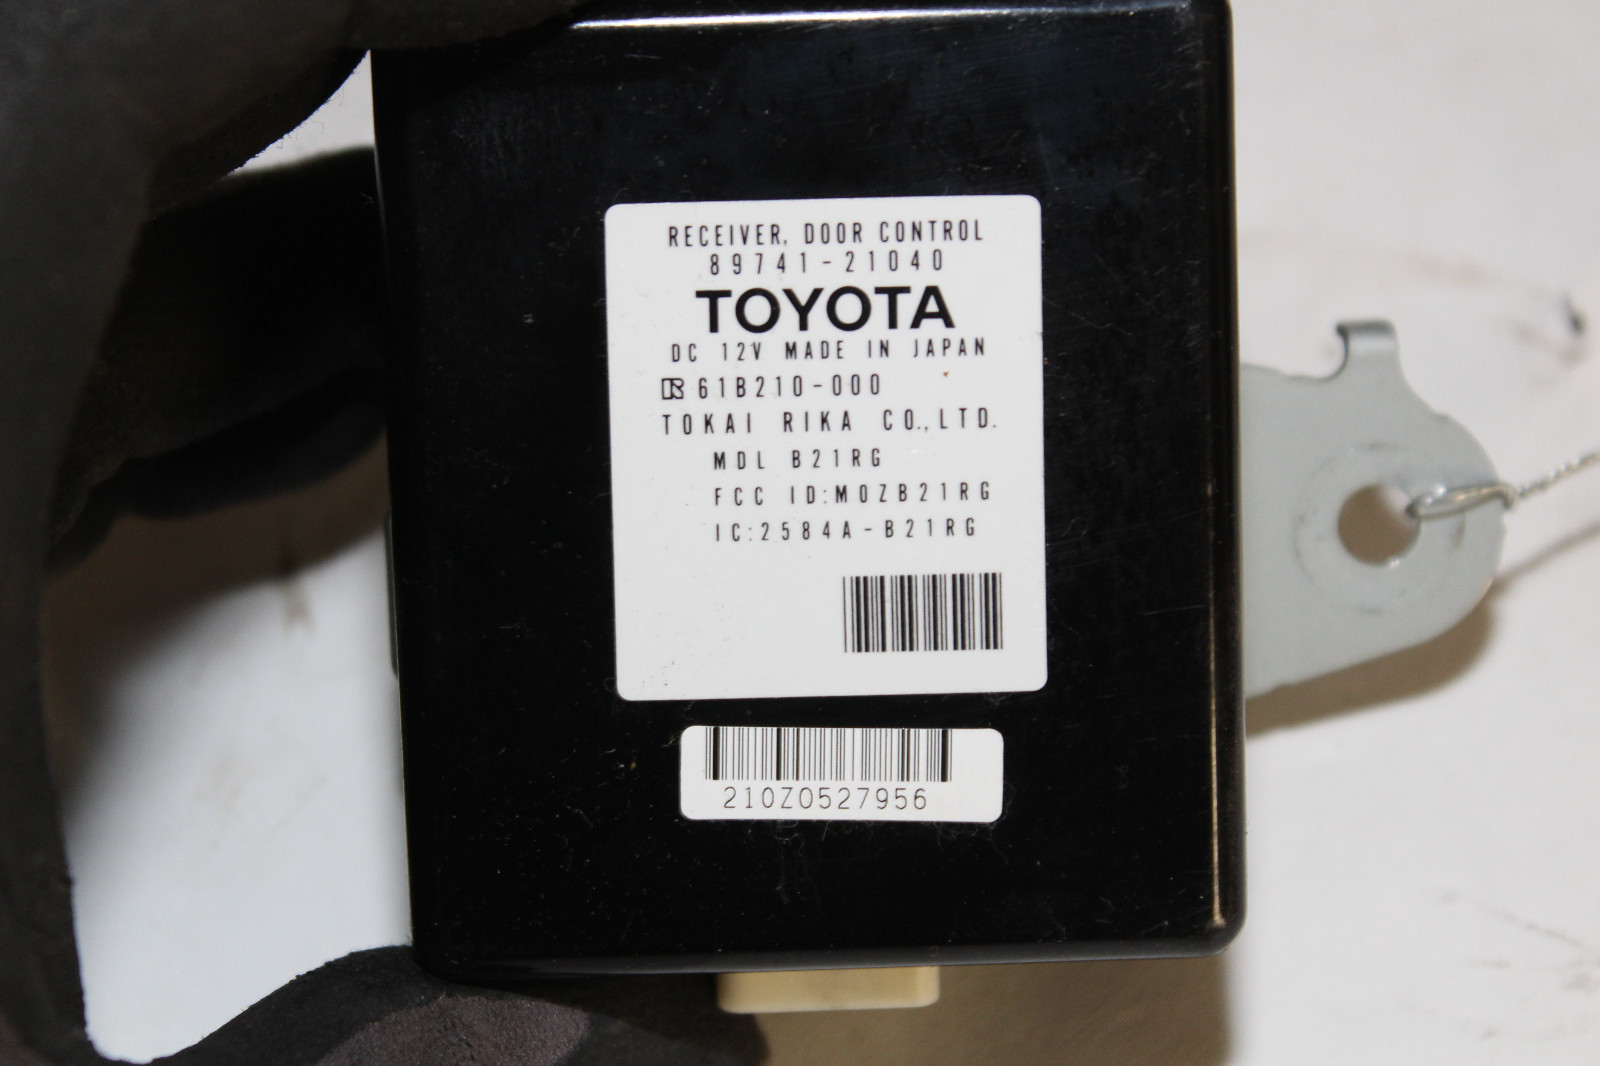 RECEIVER, DOOR CONTROL
89741-21040
TOYOTA
DC 12V MADE IN JAPAN
R 61B210-000
TOKAI RIKA CO.,LTD.
MDL B21RG
FCC ID:MOZB21RG
IC:2584A-B21RG
210Z0527956